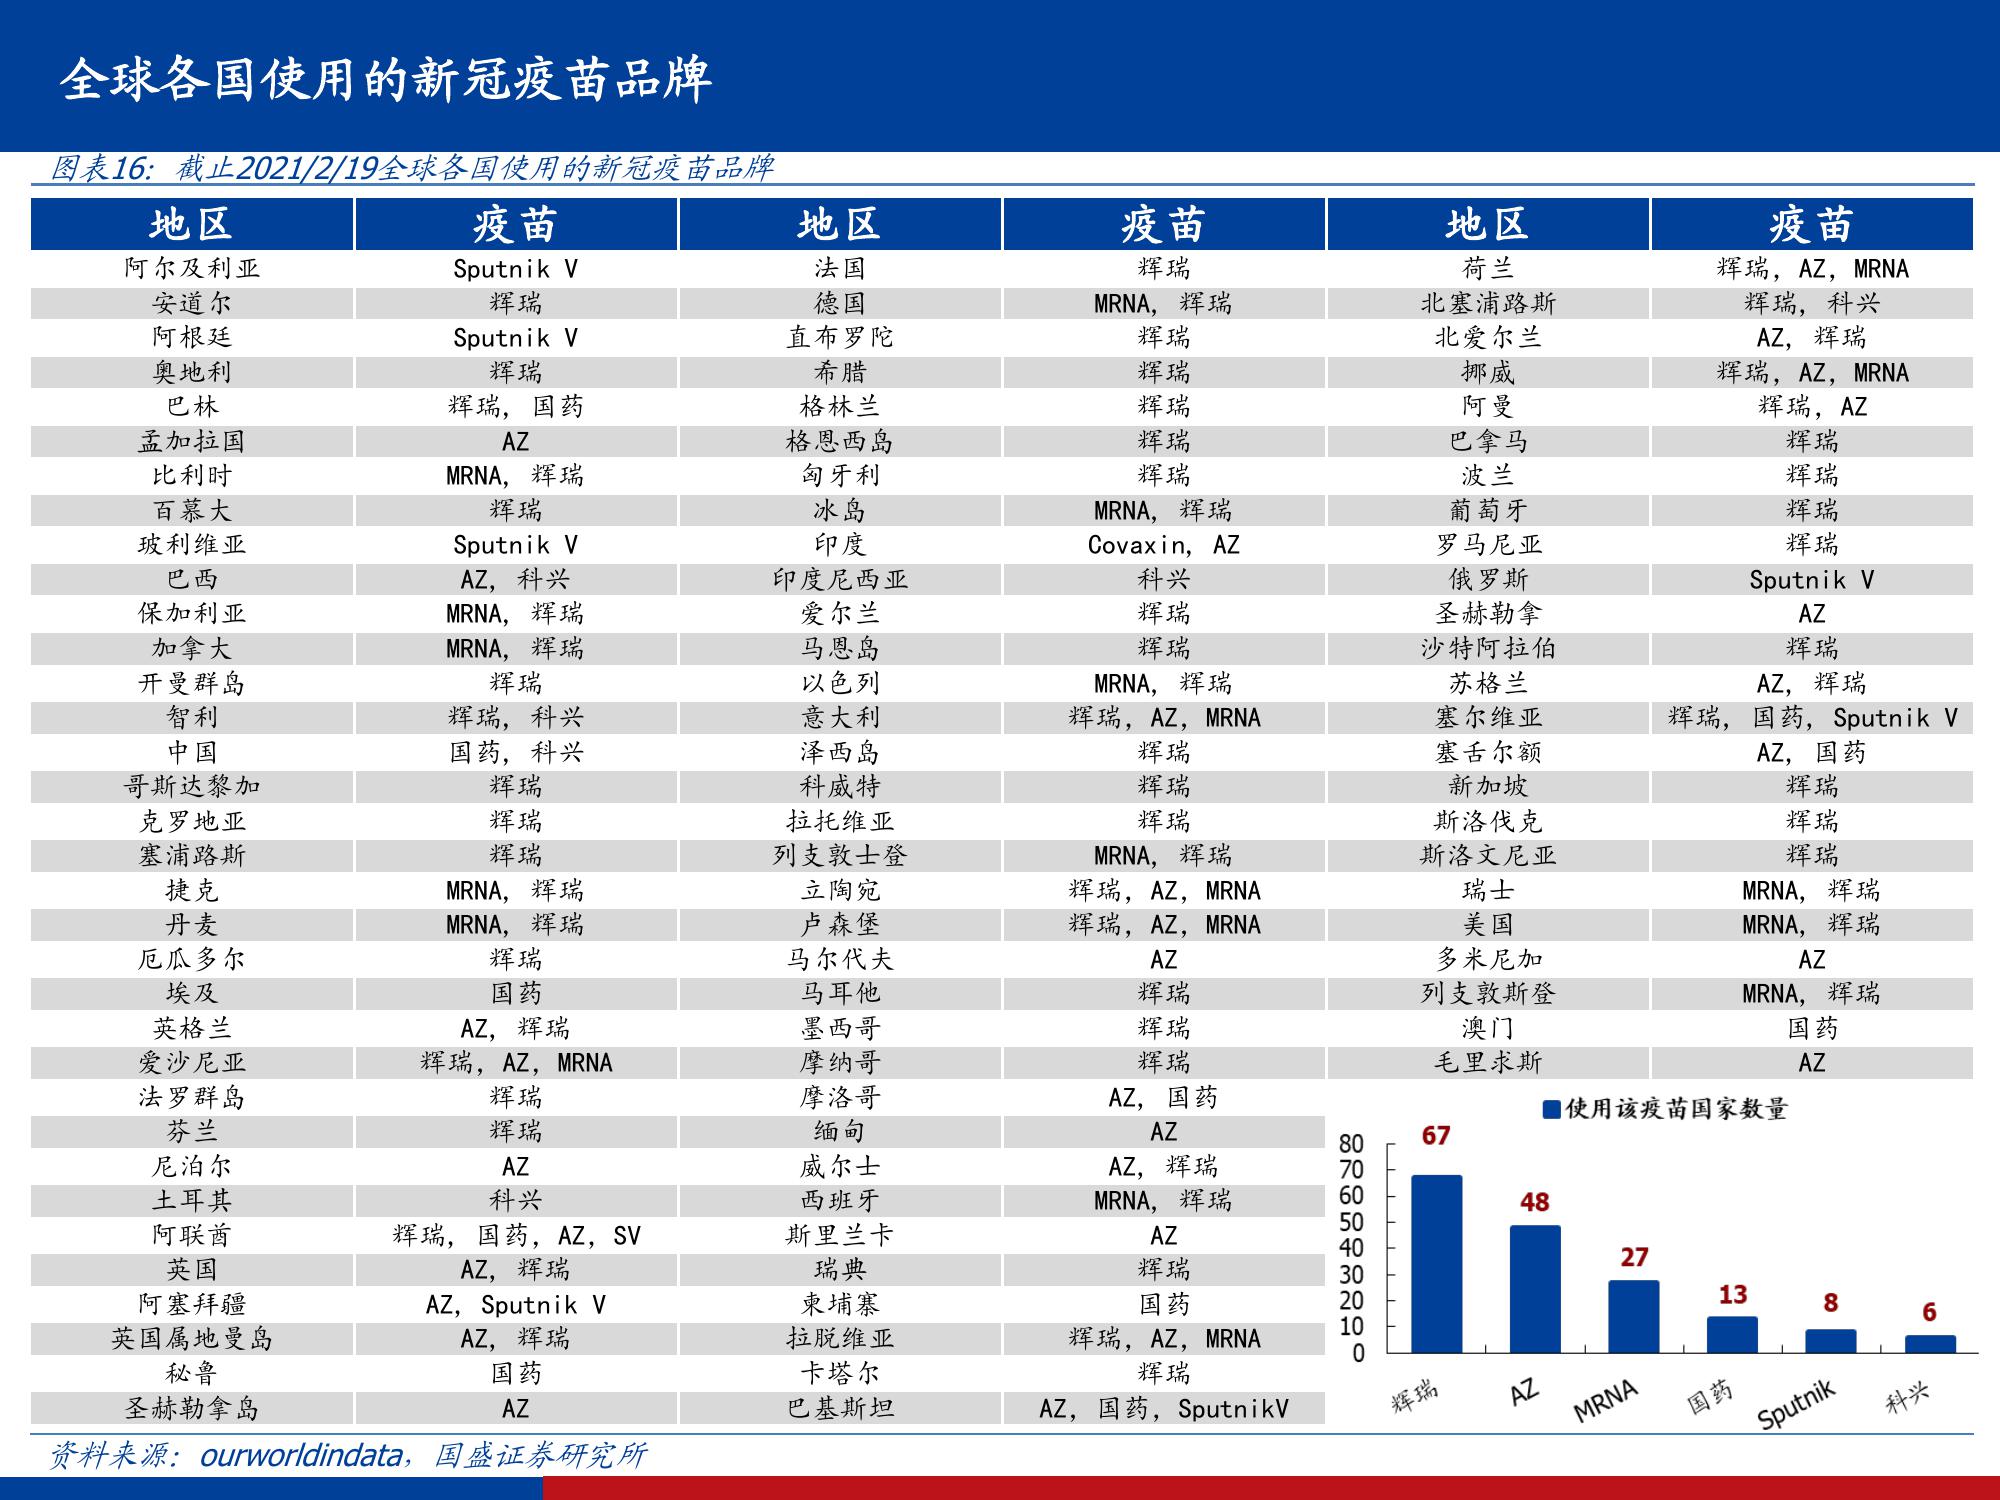 全球各国使用的新冠疫苗品牌
图表16: 截止2021/2/19全球各国使用的新冠疫苗品牌
地区 疫苗 地区 疫苗 地区 疫苗
阿尔及利亚 Sputnik V 法国 辉瑞 荷兰 辉瑞, AZ, MRNA
安道尔 辉瑞 德国 MRNA, 辉瑞 北塞浦路斯 辉瑞, 科兴
阿根廷 Sputnik V 直布罗陀 辉瑞 北爱尔兰 AZ, 辉瑞
奥地利 辉瑞 希腊 辉瑞 挪威 辉瑞, AZ, MRNA
巴林 辉瑞, 国药 格林兰 辉瑞 阿曼 辉瑞, AZ
孟加拉国 AZ 格恩西岛 辉瑞 巴拿马 辉瑞
比利时 MRNA, 辉瑞 匈牙利 辉瑞 波兰 辉瑞
百慕大 辉瑞 冰岛 MRNA, 辉瑞 葡萄牙 辉瑞
玻利维亚 Sputnik V 印度 Covaxin, AZ 罗马尼亚 辉瑞
巴西 AZ, 科兴 印度尼西亚 科兴 俄罗斯 Sputnik V
保加利亚 MRNA, 辉瑞 爱尔兰 辉瑞 圣赫勒拿 AZ
加拿大 MRNA, 辉瑞 马恩岛 辉瑞 沙特阿拉伯 辉瑞
开曼群岛 辉瑞 以色列 MRNA, 辉瑞 苏格兰 AZ, 辉瑞
智利 辉瑞, 科兴 意大利 辉瑞, AZ, MRNA 塞尔维亚 辉瑞, 国药, Sputnik V
中国 国药, 科兴 泽西岛 辉瑞 塞舌尔额 AZ, 国药
哥斯达黎加 辉瑞 科威特 辉瑞 新加坡 辉瑞
克罗地亚 辉瑞 拉托维亚 辉瑞 斯洛伐克 辉瑞
塞浦路斯 辉瑞 列支敦士登 MRNA, 辉瑞 斯洛文尼亚 辉瑞
捷克 MRNA, 辉瑞 立陶宛 辉瑞, AZ, MRNA 瑞士 MRNA, 辉瑞
丹麦 MRNA, 辉瑞 卢森堡 辉瑞, AZ, MRNA 美国 MRNA, 辉瑞
厄瓜多尔 辉瑞 马尔代夫 AZ 多米尼加 AZ
埃及 国药 马耳他 辉瑞 列支敦斯登 MRNA, 辉瑞
英格兰 AZ, 辉瑞 墨西哥 辉瑞 澳门 国药
爱沙尼亚 辉瑞, AZ, MRNA 摩纳哥 辉瑞 毛里求斯 AZ
法罗群岛 辉瑞 摩洛哥 AZ, 国药
芬兰 辉瑞 缅甸 AZ
尼泊尔 AZ 威尔士 AZ, 辉瑞
土耳其 科兴 西班牙 MRNA, 辉瑞
阿联酋 辉瑞, 国药, AZ, SV 斯里兰卡 AZ
英国 AZ, 辉瑞 瑞典 辉瑞
阿塞拜疆 AZ, Sputnik V 柬埔寨 国药
英国属地曼岛 AZ, 辉瑞 拉脱维亚 辉瑞, AZ, MRNA
秘鲁 国药 卡塔尔 辉瑞
圣赫勒拿岛 AZ 巴基斯坦 AZ, 国药, SputnikV
使用该疫苗国家数量
80
70
60
50
40
30
20
10
0
67
48
27
13
8
6
辉瑞 AZ MRNA 国药 Sputnik 科兴
资料来源: ourworldindata, 国盛证券研究所